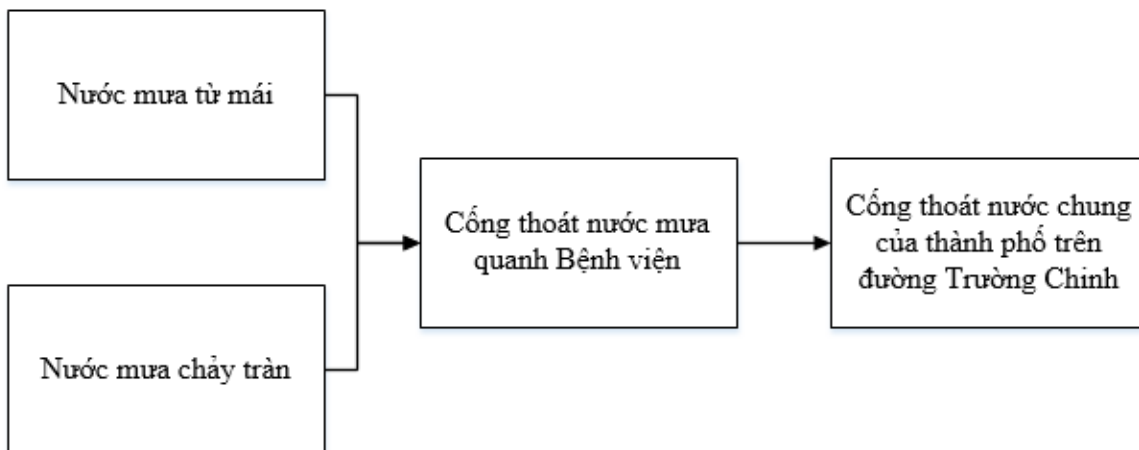 Nước mưa từ mái
Nước mưa chảy tràn
Cống thoát nước mưa
quanh Bệnh viện
Cống thoát nước chung
của thành phố trên
đường Trường Chinh